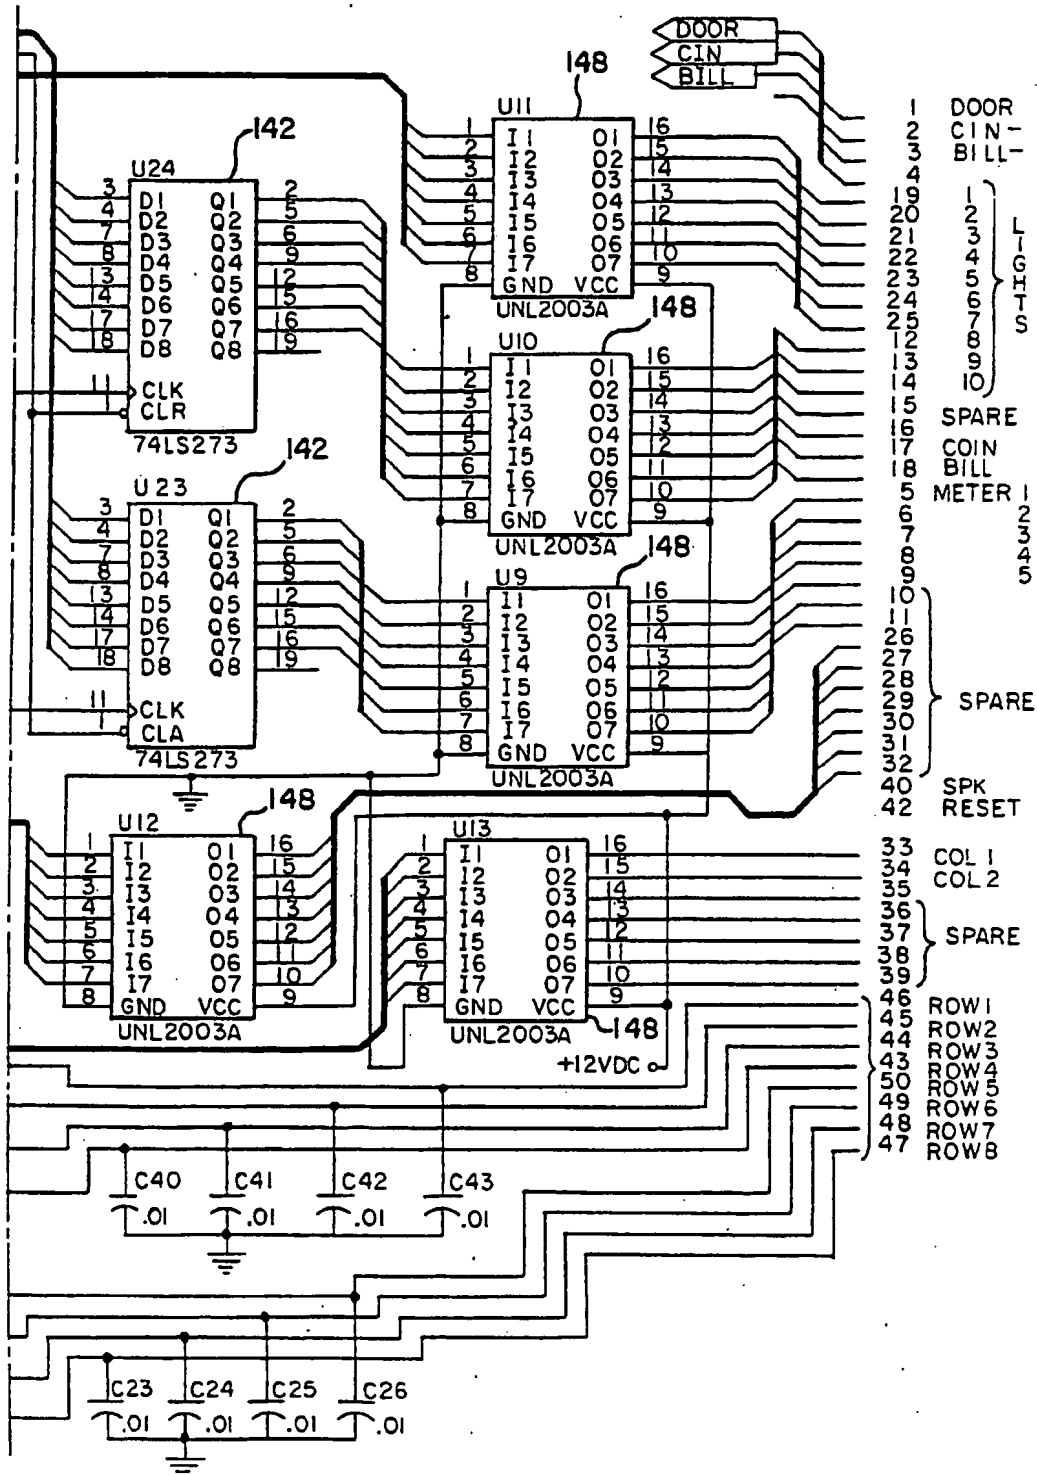 DOOR
CIN
BILL
148
U11
1 I1 O1 16
2 I2 O2 15
3 I3 O3 14
4 I4 O4 13
5 I5 O5 12
6 I6 O6 11
7 I7 O7 10
8 GND VCC 9
UNL2003A
142
U24
3 D1 Q1 2
4 D2 Q2 5
7 D3 Q3 6
8 D4 Q4 9
13 D5 Q5 12
14 D6 Q6 15
17 D7 Q7 16
18 D8 Q8 19
11 CLK
1 CLR
74LS273
148
U10
1 I1 O1 16
2 I2 O2 15
3 I3 O3 14
4 I4 O4 13
5 I5 O5 12
6 I6 O6 11
7 I7 O7 10
8 GND VCC 9
UNL2003A
142
U23
3 D1 Q1 2
4 D2 Q2 5
7 D3 Q3 6
8 D4 Q4 9
13 D5 Q5 12
14 D6 Q6 15
17 D7 Q7 16
18 D8 Q8 19
11 CLK
1 CLA
74LS273
148
U9
1 I1 O1 16
2 I2 O2 15
3 I3 O3 14
4 I4 O4 13
5 I5 O5 12
6 I6 O6 11
7 I7 O7 10
8 GND VCC 9
UNL2003A
148
U12
1 I1 O1 16
2 I2 O2 15
3 I3 O3 14
4 I4 O4 13
5 I5 O5 12
6 I6 O6 11
7 I7 O7 10
8 GND VCC 9
UNL2003A
U13
1 I1 O1 16
2 I2 O2 15
3 I3 O3 14
4 I4 O4 13
5 I5 O5 12
6 I6 O6 11
7 I7 O7 10
8 GND VCC 9
UNL2003A
148
+12VDC
1 DOOR
2 CIN-
3 BILL-
4
19 1
20 2
21 3
22 4
23 5
24 6
25 7
12 8
13 9
14 10
LIGHTS
15 SPARE
16
17 COIN
18 BILL
5 METER 1
6 2
7 3
8 4
9 5
10
11
26
27
28
29
30
31
32
SPARE
40 SPK
42 RESET
33 COL 1
34 COL 2
35
36
37
38
39
SPARE
46 ROW1
45 ROW2
44 ROW3
43 ROW4
50 ROW5
49 ROW6
48 ROW7
47 ROW8
C40 C41 C42 C43
.01 .01 .01 .01
C23 C24 C25 C26
.01 .01 .01 .01